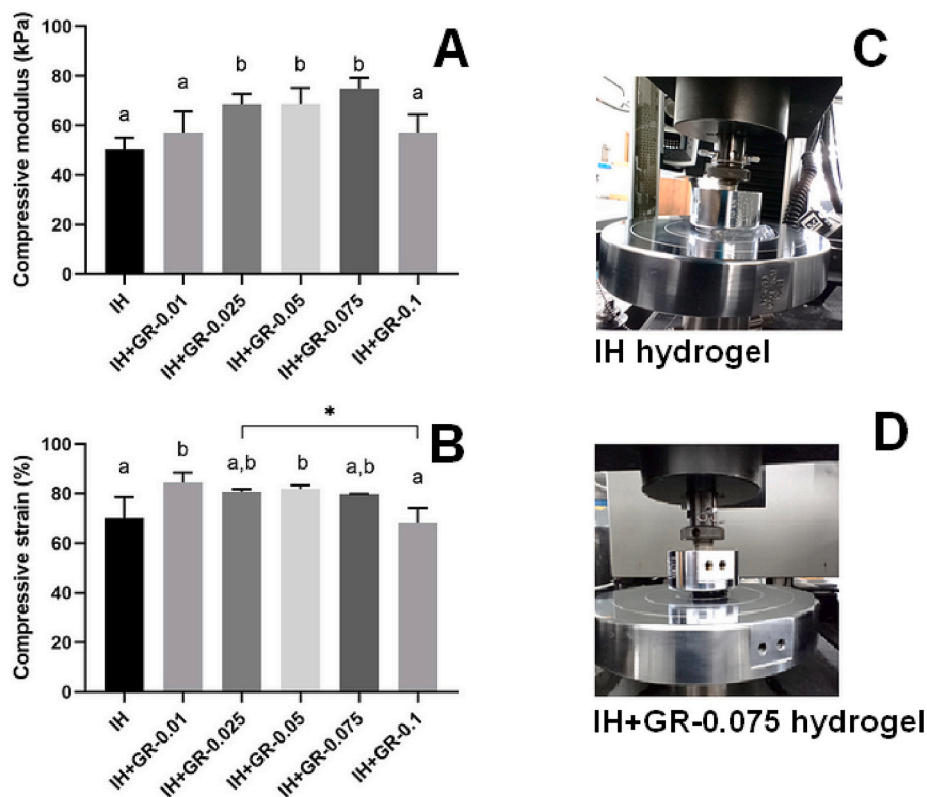 A
Compressive modulus (kPa)
100
80
60
40
20
0
a
a
b
b
b
a
IH
IH+GR-0.01
IH+GR-0.025
IH+GR-0.05
IH+GR-0.075
IH+GR-0.1
B
Compressive strain (%)
100
80
60
40
20
0
*
a
b
a,b
b
a,b
a
IH
IH+GR-0.01
IH+GR-0.025
IH+GR-0.05
IH+GR-0.075
IH+GR-0.1
C
IH hydrogel
D
IH+GR-0.075 hydrogel